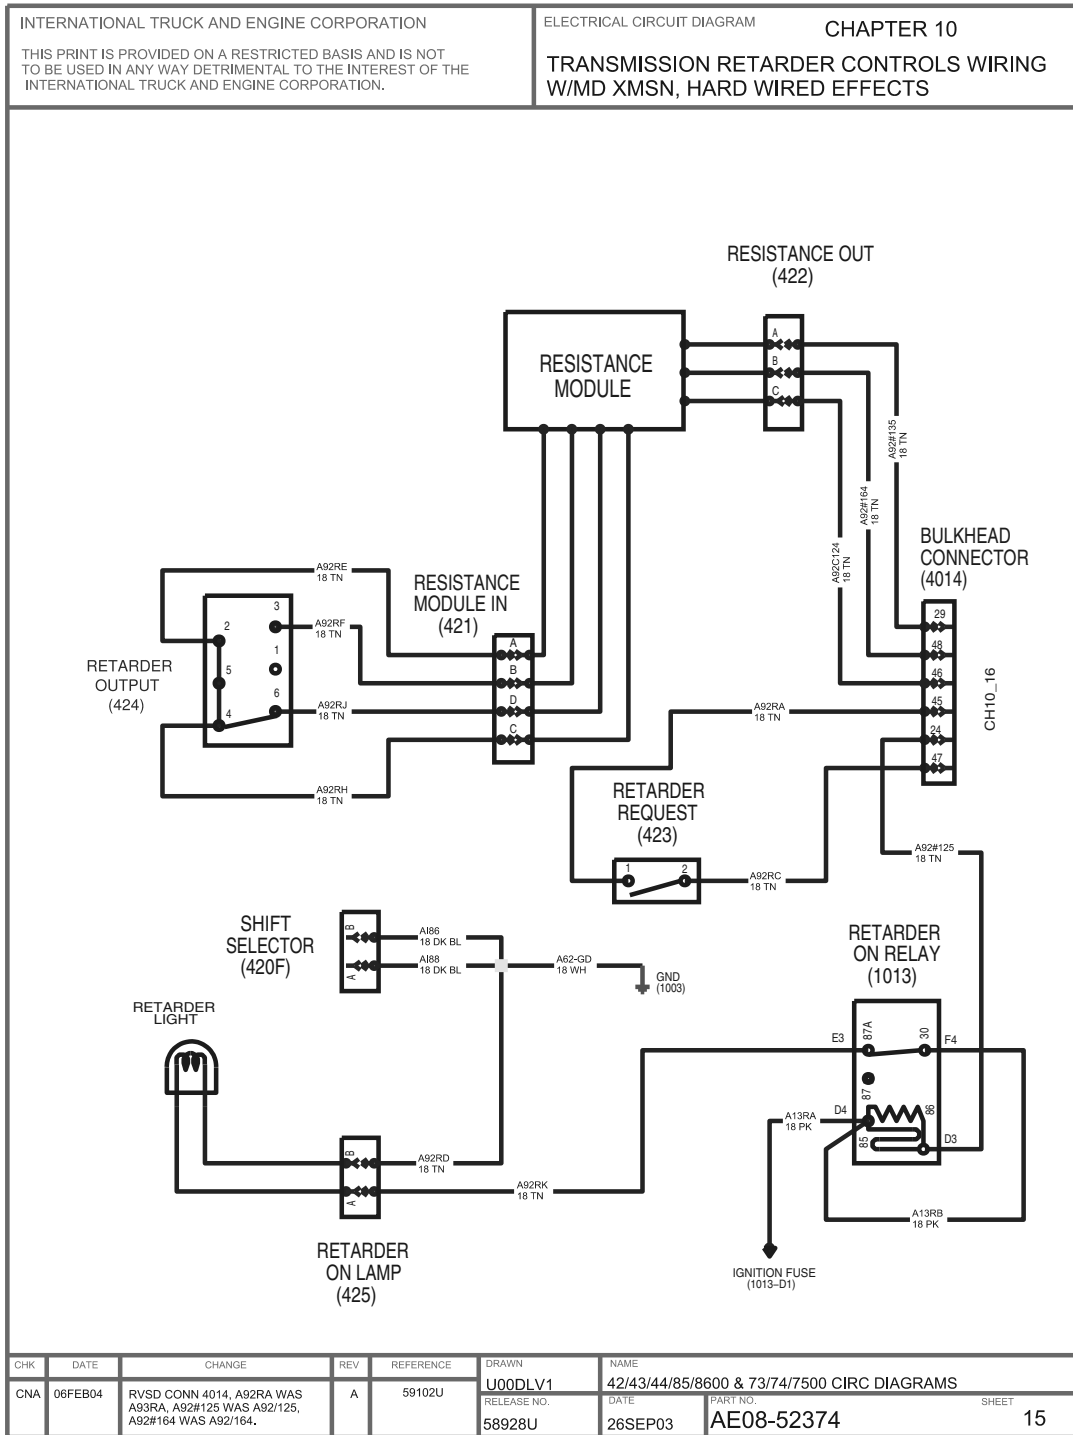 INTERNATIONAL TRUCK AND ENGINE CORPORATION
THIS PRINT IS PROVIDED ON A RESTRICTED BASIS AND IS NOT
TO BE USED IN ANY WAY DETRIMENTAL TO THE INTEREST OF THE
INTERNATIONAL TRUCK AND ENGINE CORPORATION.
ELECTRICAL CIRCUIT DIAGRAM
CHAPTER 10
TRANSMISSION RETARDER CONTROLS WIRING
W/MD XMSN, HARD WIRED EFFECTS
RESISTANCE OUT
(422)
RESISTANCE
MODULE
A
B
C
A92#135
18 TN
A92#164
18 TN
A92C124
18 TN
BULKHEAD
CONNECTOR
(4014)
29
48
46
45
24
47
CH10_16
A92RE
18 TN
RESISTANCE
MODULE IN
(421)
A
B
D
C
A92RF
18 TN
A92RJ
18 TN
A92RH
18 TN
RETARDER
OUTPUT
(424)
3
2
1
5
6
4
A92RA
18 TN
RETARDER
REQUEST
(423)
1
2
A92RC
18 TN
A92#125
18 TN
SHIFT
SELECTOR
(420F)
B
A
AI86
18 DK BL
AI88
18 DK BL
A62-GD
18 WH
GND
(1003)
RETARDER
ON RELAY
(1013)
E3
87A
30
F4
87
D4
86
85
D3
A13RA
18 PK
A13RB
18 PK
IGNITION FUSE
(1013-D1)
RETARDER
LIGHT
B
A
A92RD
18 TN
A92RK
18 TN
RETARDER
ON LAMP
(425)
CHK
DATE
CHANGE
REV
REFERENCE
CNA
06FEB04
RVSD CONN 4014, A92RA WAS
A93RA, A92#125 WAS A92/125,
A92#164 WAS A92/164.
A
59102U
DRAWN
U00DLV1
NAME
42/43/44/85/8600 & 73/74/7500 CIRC DIAGRAMS
RELEASE NO.
58928U
DATE
26SEP03
PART NO.
AE08-52374
SHEET
15